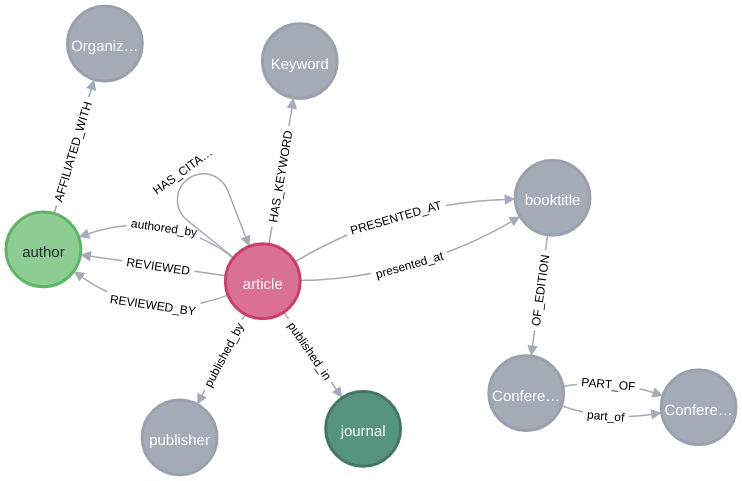 Organiz…
Keyword
AFFILIATED_WITH
HAS_CITA…
HAS_KEYWORD
PRESENTED_AT
booktitle
authored_by
author
REVIEWED
presented_at
article
REVIEWED_BY
OF_EDITION
published_by
published_in
PART_OF
Confere…
part_of
Confere…
journal
publisher